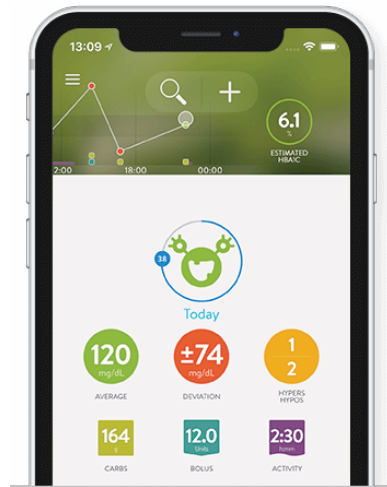 13:09
6.1
%
ESTIMATED
HBA1C
2:00 18:00 00:00
38
Today
120
mg/dL
AVERAGE
±74
mg/dL
DEVIATION
1
2
HYPERS
HYPOS
164
g
CARBS
12.0
Units
BOLUS
2:30
h:mm
ACTIVITY